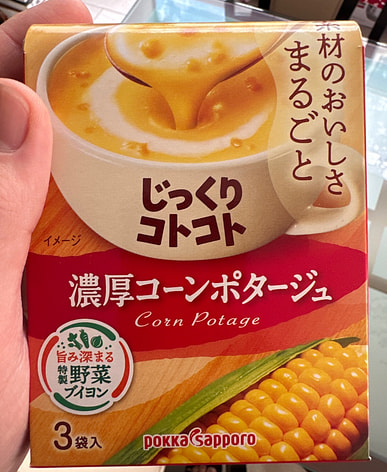 素材のおいしさ
まるごと
じっくり
コトコト
イメージ
濃厚コーンポタージュ
Corn Potage
旨み深まる
特製野菜
ブイヨン
3袋入
pokka sapporo